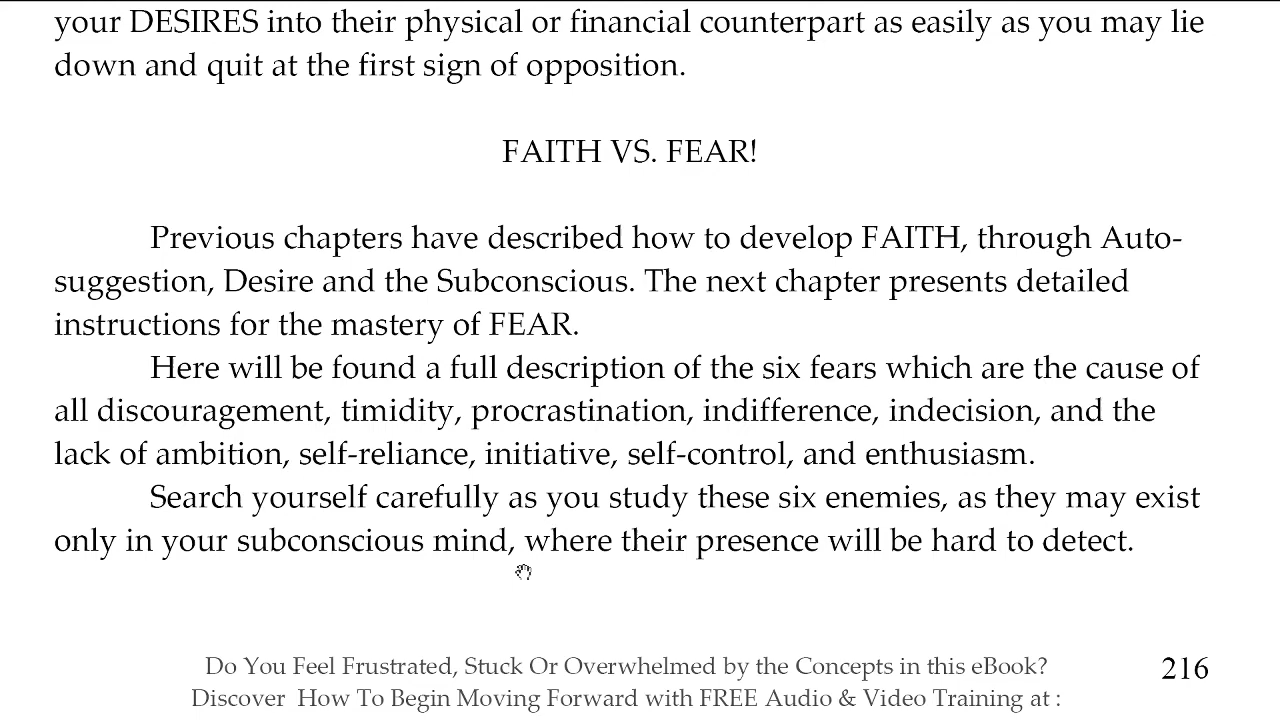 your DESIRES into their physical or financial counterpart as easily as you may lie
down and quit at the first sign of opposition.
FAITH VS. FEAR!
Previous chapters have described how to develop FAITH, through Auto-
suggestion, Desire and the Subconscious. The next chapter presents detailed
instructions for the mastery of FEAR.
Here will be found a full description of the six fears which are the cause of
all discouragement, timidity, procrastination, indifference, indecision, and the
lack of ambition, self-reliance, initiative, self-control, and enthusiasm.
Search yourself carefully as you study these six enemies, as they may exist
only in your subconscious mind, where their presence will be hard to detect.
Do You Feel Frustrated, Stuck Or Overwhelmed by the Concepts in this eBook?
216
Discover How To Begin Moving Forward with FREE Audio & Video Training at :